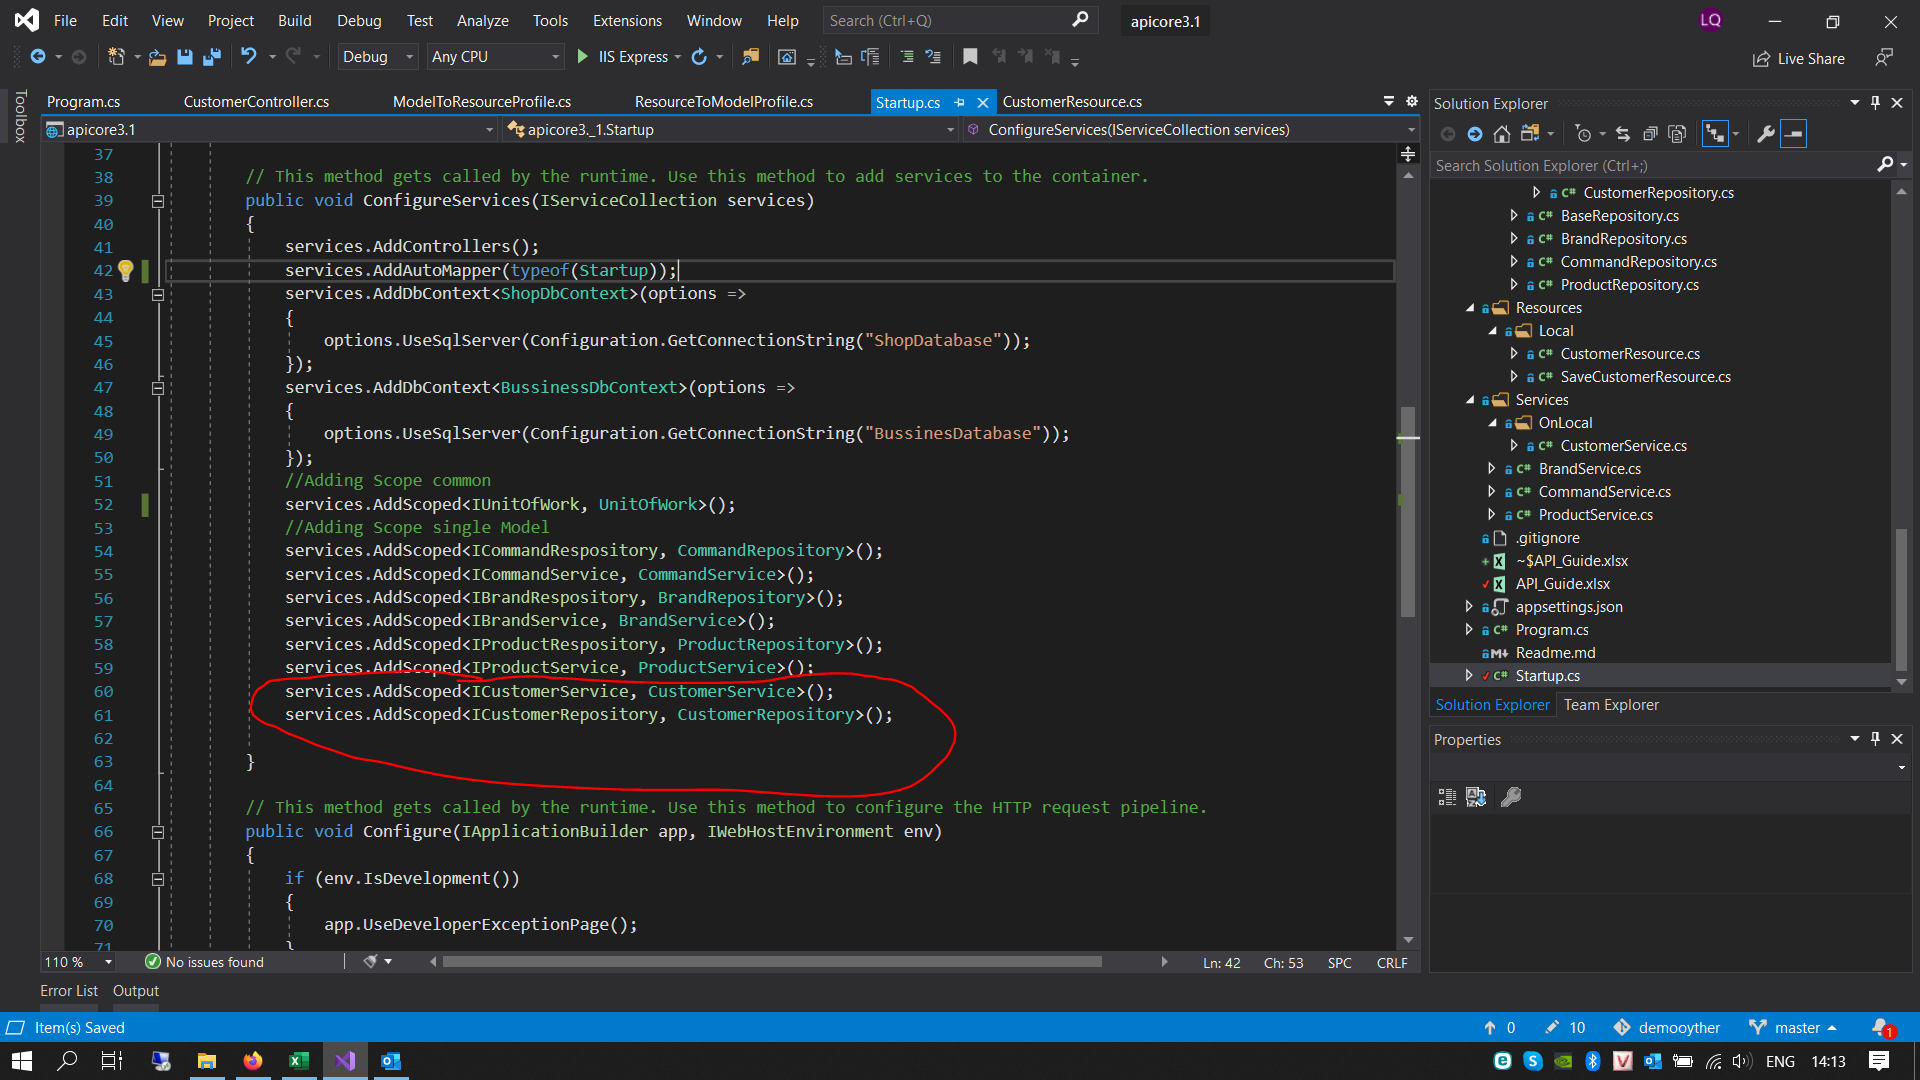 File Edit View Project Build Debug Test Analyze Tools Extensions Window Help Search (Ctrl+Q) apicore3.1 LQ
Debug Any CPU IIS Express Live Share
Toolbox
Program.cs CustomerController.cs ModelToResourceProfile.cs ResourceToModelProfile.cs Startup.cs CustomerResource.cs
apicore3.1 apicore3._1.Startup ConfigureServices(IServiceCollection services)
37
38 // This method gets called by the runtime. Use this method to add services to the container.
39 public void ConfigureServices(IServiceCollection services)
40 {
41 services.AddControllers();
42 services.AddAutoMapper(typeof(Startup));
43 services.AddDbContext<ShopDbContext>(options =>
44 {
45 options.UseSqlServer(Configuration.GetConnectionString("ShopDatabase"));
46 });
47 services.AddDbContext<BussinessDbContext>(options =>
48 {
49 options.UseSqlServer(Configuration.GetConnectionString("BussinesDatabase"));
50 });
51 //Adding Scope common
52 services.AddScoped<IUnitOfWork, UnitOfWork>();
53 //Adding Scope single Model
54 services.AddScoped<ICommandRespository, CommandRepository>();
55 services.AddScoped<ICommandService, CommandService>();
56 services.AddScoped<IBrandRespository, BrandRepository>();
57 services.AddScoped<IBrandService, BrandService>();
58 services.AddScoped<IProductRespository, ProductRepository>();
59 services.AddScoped<IProductService, ProductService>();
60 services.AddScoped<ICustomerService, CustomerService>();
61 services.AddScoped<ICustomerRepository, CustomerRepository>();
62
63 }
64
65 // This method gets called by the runtime. Use this method to configure the HTTP request pipeline.
66 public void Configure(IApplicationBuilder app, IWebHostEnvironment env)
67 {
68 if (env.IsDevelopment())
69 {
70 app.UseDeveloperExceptionPage();
71 }
110 % No issues found Ln: 42 Ch: 53 SPC CRLF
Error List Output
Solution Explorer
Search Solution Explorer (Ctrl+;)
C# CustomerRepository.cs
C# BaseRepository.cs
C# BrandRepository.cs
C# CommandRepository.cs
C# ProductRepository.cs
Resources
Local
C# CustomerResource.cs
C# SaveCustomerResource.cs
Services
OnLocal
C# CustomerService.cs
C# BrandService.cs
C# CommandService.cs
C# ProductService.cs
.gitignore
~$API_Guide.xlsx
API_Guide.xlsx
appsettings.json
C# Program.cs
M↓ Readme.md
C# Startup.cs
Solution Explorer Team Explorer
Properties
Item(s) Saved 0 10 demooyther master 1
ENG 14:13